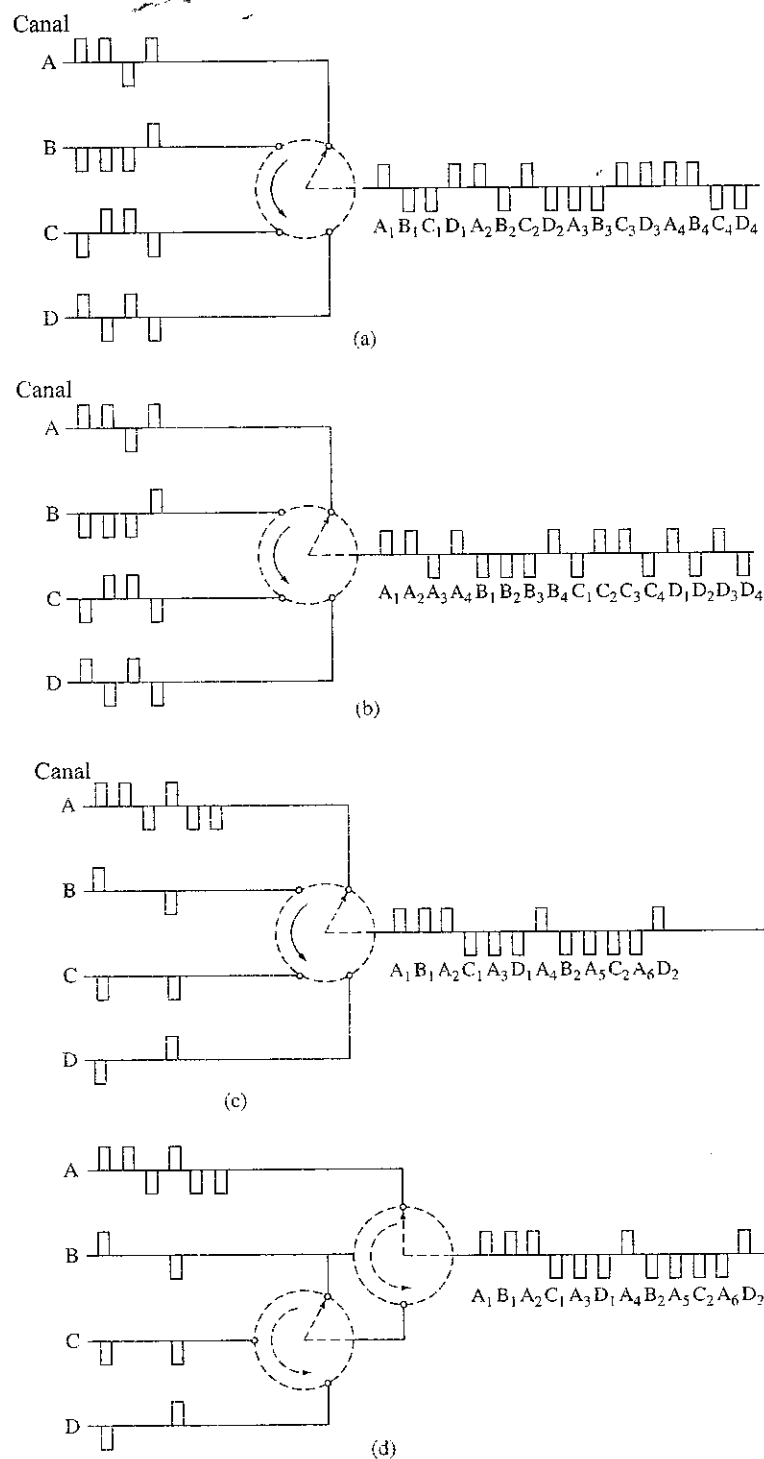 Canal
A
B
A₁ B₁ C₁ D₁ A₂ B₂ C₂ D₂ A₃ B₃ C₃ D₃ A₄ B₄ C₄ D₄
C
D
(a)
Canal
A
B
A₁ A₂ A₃ A₄ B₁ B₂ B₃ B₄ C₁ C₂ C₃ C₄ D₁ D₂ D₃ D₄
C
D
(b)
Canal
A
B
A₁ B₁ A₂ C₁ A₃ D₁ A₄ B₂ A₅ C₂ A₆ D₂
C
D
(c)
A
B
A₁ B₁ A₂ C₁ A₃ D₁ A₄ B₂ A₅ C₂ A₆ D₂
C
D
(d)